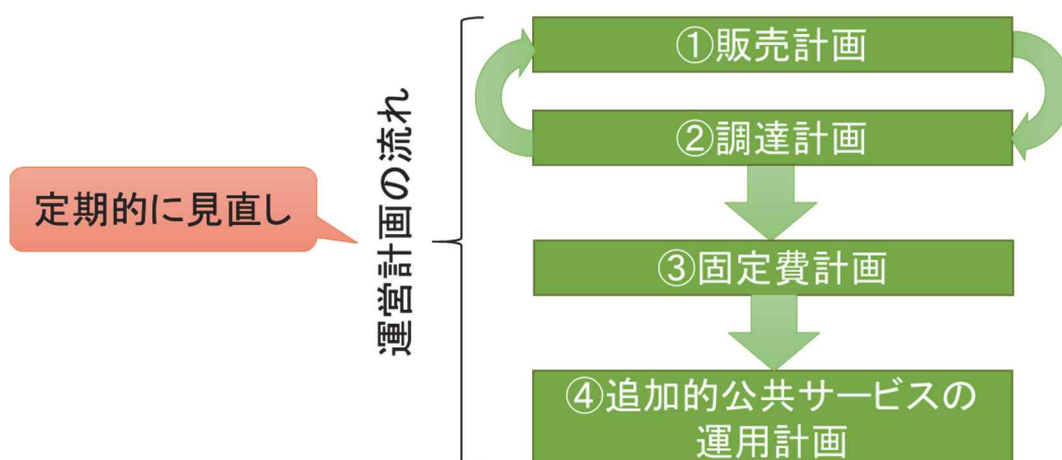 ①販売計画
②調達計画
定期的に見直し
運営計画の流れ
③固定費計画
④追加的公共サービスの
運用計画